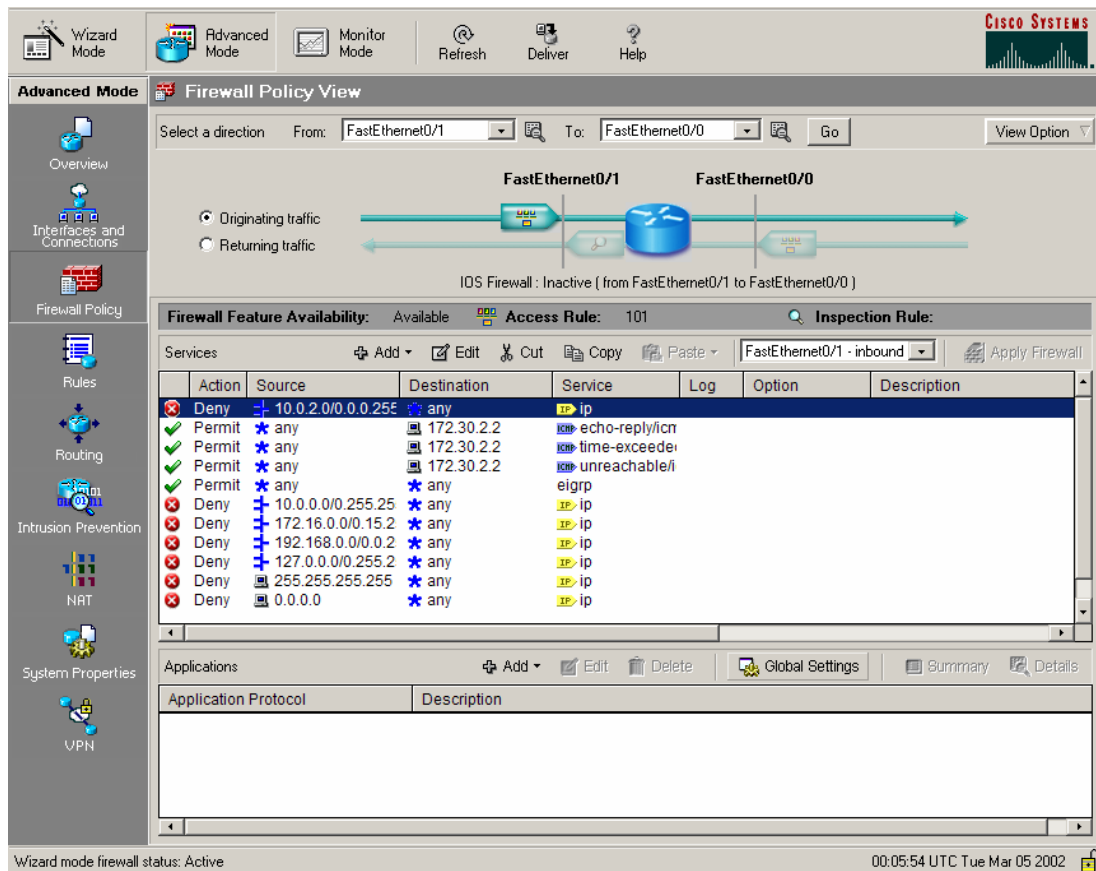 Wizard Mode
Advanced Mode
Monitor Mode
Refresh
Deliver
Help
CISCO SYSTEMS
Advanced Mode
Firewall Policy View
Overview
Interfaces and Connections
Firewall Policy
Rules
Routing
Intrusion Prevention
NAT
System Properties
VPN
Select a direction From: FastEthernet0/1 To: FastEthernet0/0 Go View Option
FastEthernet0/1 FastEthernet0/0
Originating traffic
Returning traffic
IOS Firewall : Inactive ( from FastEthernet0/1 to FastEthernet0/0 )
Firewall Feature Availability: Available Access Rule: 101 Inspection Rule:
Services Add Edit Cut Copy Paste FastEthernet0/1 - inbound Apply Firewall
Action Source Destination Service Log Option Description
Deny 10.0.2.0/0.0.0.255 any IP ip
Permit any 172.30.2.2 ICMP echo-reply/icm
Permit any 172.30.2.2 ICMP time-exceede
Permit any 172.30.2.2 ICMP unreachable/i
Permit any any eigrp
Deny 10.0.0.0/0.255.25 any IP ip
Deny 172.16.0.0/0.15.2 any IP ip
Deny 192.168.0.0/0.0.2 any IP ip
Deny 127.0.0.0/0.255.2 any IP ip
Deny 255.255.255.255 any IP ip
Deny 0.0.0.0 any IP ip
Applications Add Edit Delete Global Settings Summary Details
Application Protocol Description
Wizard mode firewall status: Active 00:05:54 UTC Tue Mar 05 2002